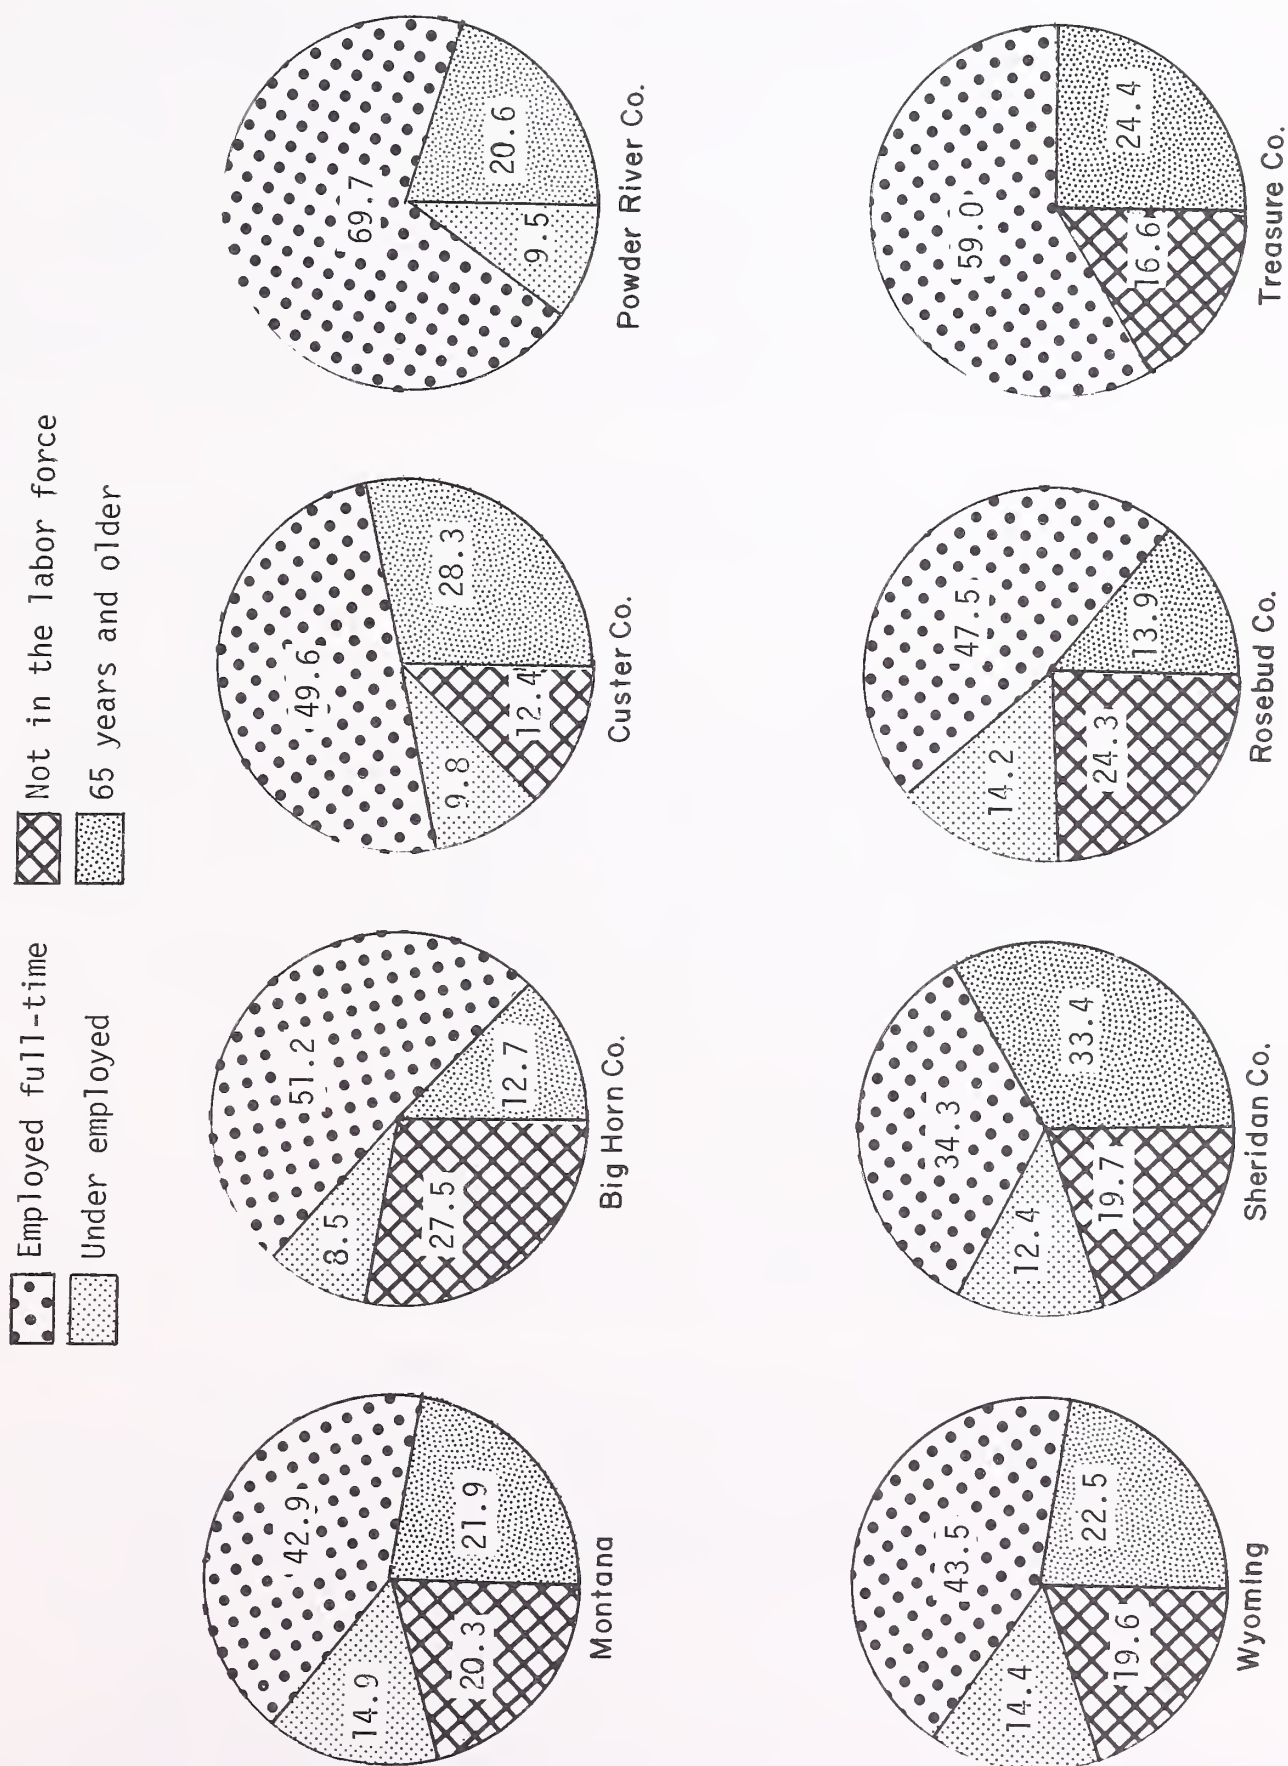 Employed full-time
Not in the labor force
Under employed
65 years and older
42.9
14.9
20.3
21.9
Montana
51.2
8.5
27.5
12.7
Big Horn Co.
49.6
9.8
12.4
28.3
Custer Co.
69.7
9.5
20.6
Powder River Co.
43.5
14.4
19.6
22.5
Wyoming
34.3
12.4
19.7
33.4
Sheridan Co.
47.5
14.2
24.3
13.9
Rosebud Co.
59.0
16.6
24.4
Treasure Co.